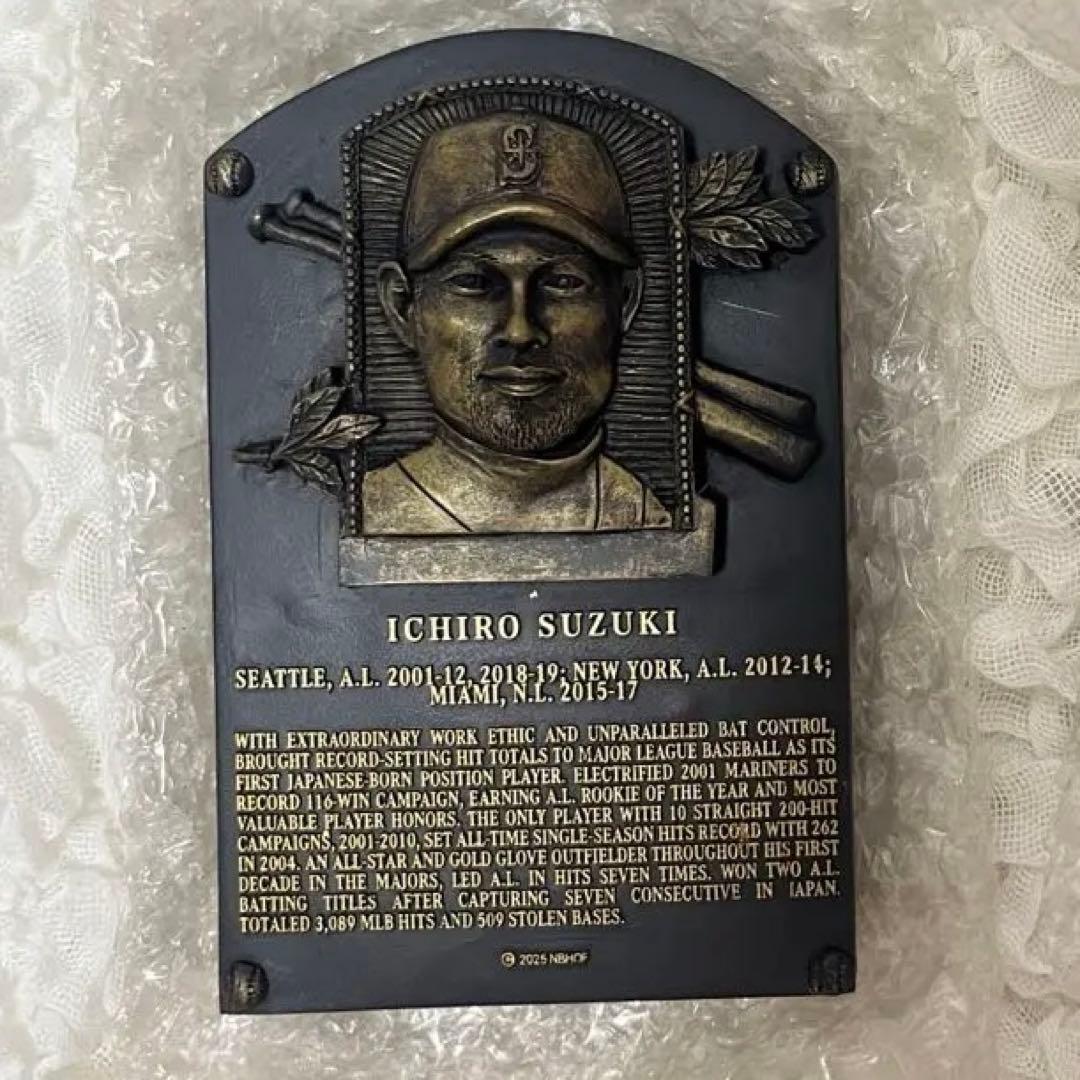 S
ICHIRO SUZUKI
SEATTLE, A.L. 2001-12, 2018-19; NEW YORK, A.L. 2012-14;
MIAMI, N.L. 2015-17
WITH EXTRAORDINARY WORK ETHIC AND UNPARALLELED BAT CONTROL,
BROUGHT RECORD-SETTING HIT TOTALS TO MAJOR LEAGUE BASEBALL AS ITS
FIRST JAPANESE-BORN POSITION PLAYER. ELECTRIFIED 2001 MARINERS TO
RECORD 116-WIN CAMPAIGN, EARNING A.L. ROOKIE OF THE YEAR AND MOST
VALUABLE PLAYER HONORS. THE ONLY PLAYER WITH 10 STRAIGHT 200-HIT
CAMPAIGNS, 2001-2010, SET ALL-TIME SINGLE-SEASON HITS RECORD WITH 262
IN 2004. AN ALL-STAR AND GOLD GLOVE OUTFIELDER THROUGHOUT HIS FIRST
DECADE IN THE MAJORS, LED A.L. IN HITS SEVEN TIMES. WON TWO A.L.
BATTING TITLES AFTER CAPTURING SEVEN CONSECUTIVE IN JAPAN.
TOTALED 3,089 MLB HITS AND 509 STOLEN BASES.
© 2025 NBHOF